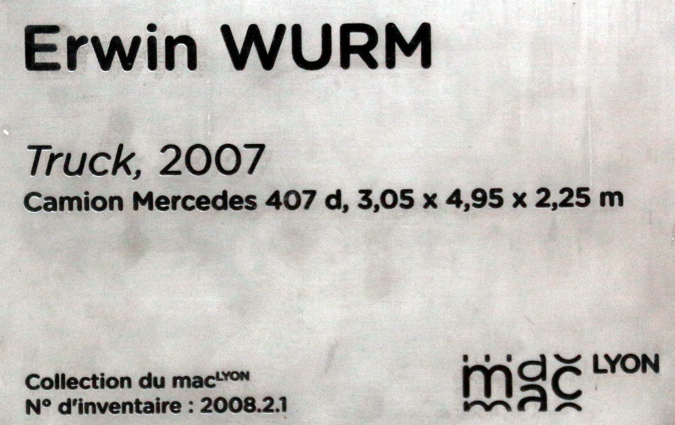 Erwin WURM
Truck, 2007
Camion Mercedes 407 d, 3,05 x 4,95 x 2,25 m
Collection du macLYON
N° d'inventaire : 2008.2.1
mac LYON